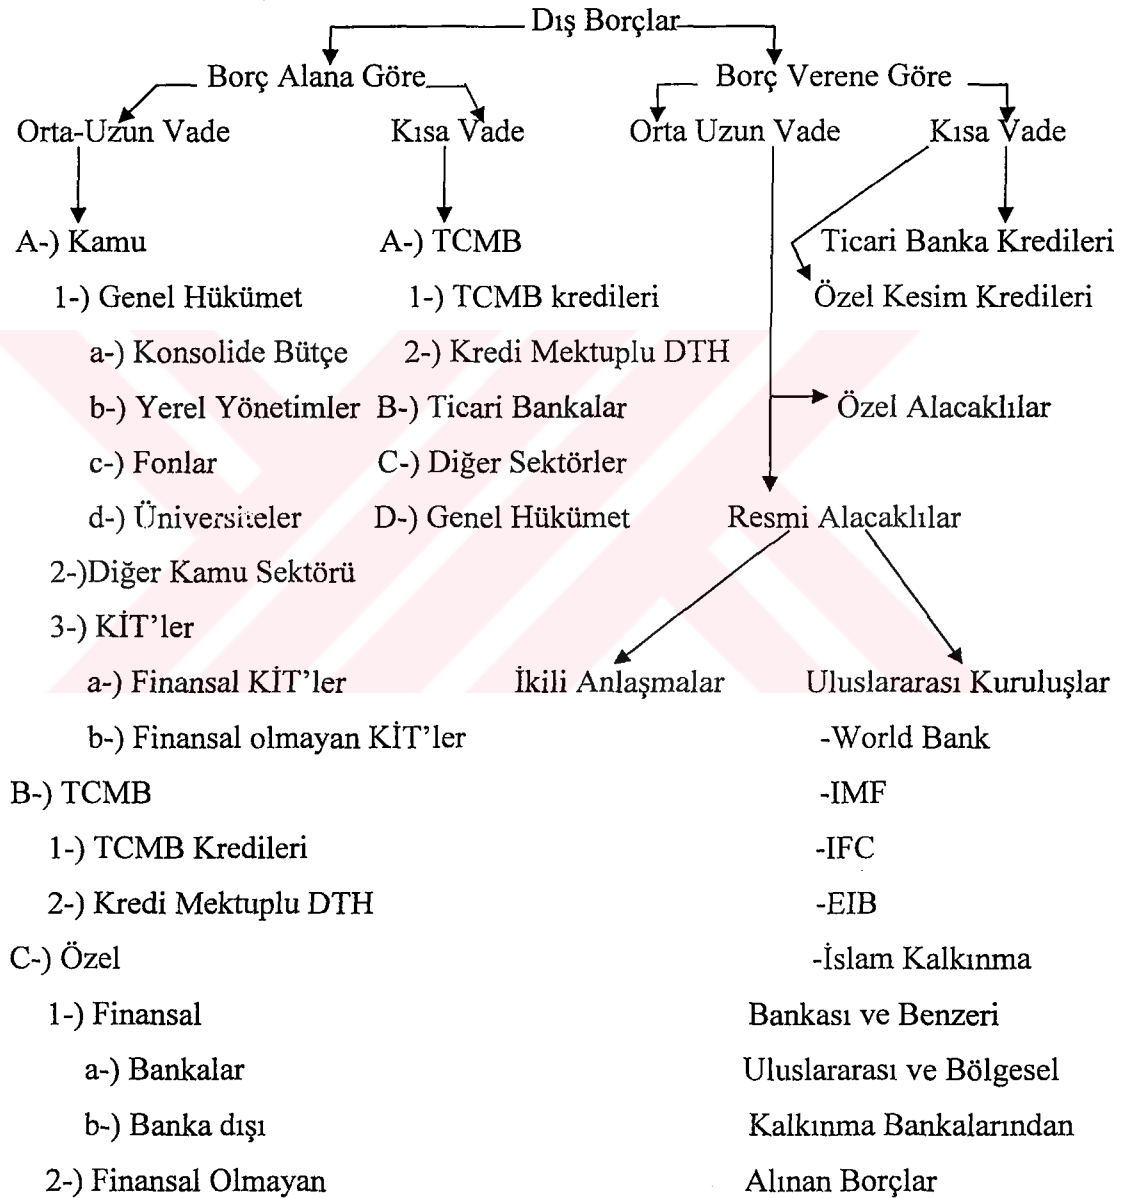 Dış Borçlar
Borç Alana Göre
Borç Verene Göre
Orta-Uzun Vade
Kısa Vade
Orta Uzun Vade
Kısa Vade
A-) Kamu
1-) Genel Hükümet
a-) Konsolide Bütçe
b-) Yerel Yönetimler
c-) Fonlar
d-) Üniversiteler
2-)Diğer Kamu Sektörü
3-) KİT’ler
a-) Finansal KİT’ler
b-) Finansal olmayan KİT’ler
B-) TCMB
1-) TCMB Kredileri
2-) Kredi Mektuplu DTH
C-) Özel
1-) Finansal
a-) Bankalar
b-) Banka dışı
2-) Finansal Olmayan
A-) TCMB
1-) TCMB kredileri
2-) Kredi Mektuplu DTH
B-) Ticari Bankalar
C-) Diğer Sektörler
D-) Genel Hükümet
Ticari Banka Kredileri
Özel Kesim Kredileri
Özel Alacaklılar
Resmi Alacaklılar
İkili Anlaşmalar
Uluslararası Kuruluşlar
-World Bank
-IMF
-IFC
-EIB
-İslam Kalkınma
Bankası ve Benzeri
Uluslararası ve Bölgesel
Kalkınma Bankalarından
Alınan Borçlar